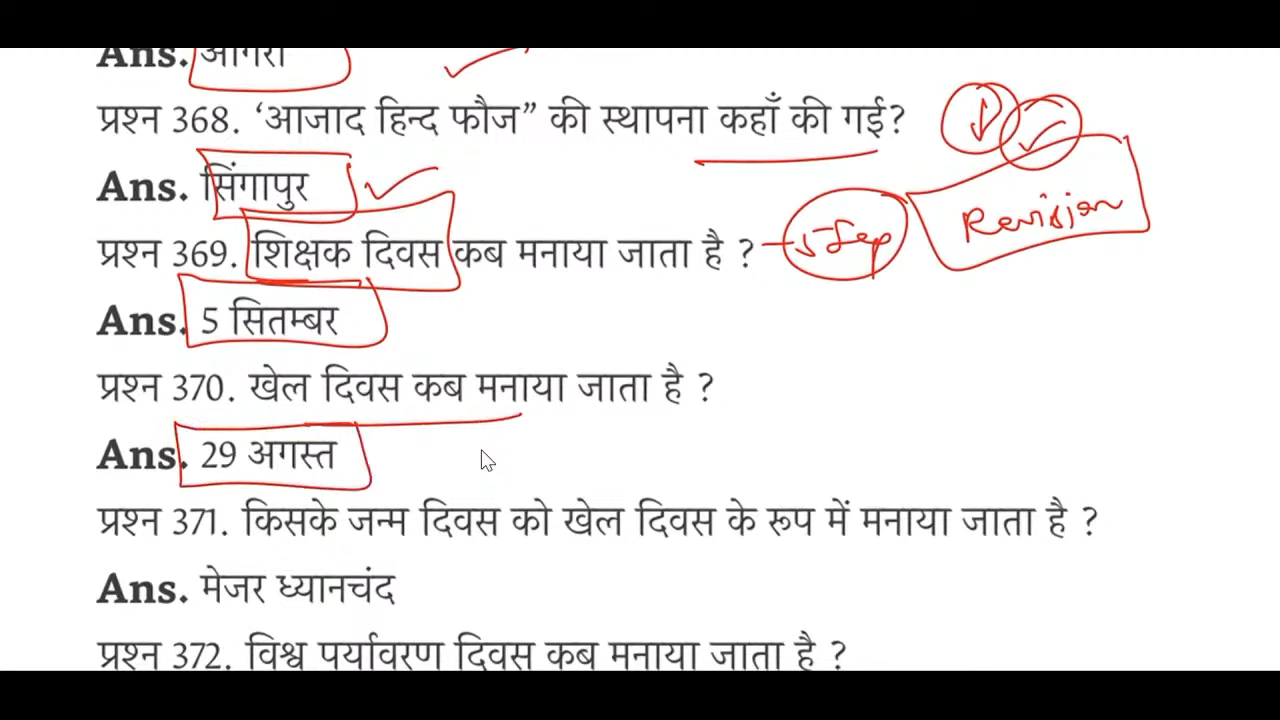 Ans. आगरा
प्रश्न 368. ‘आजाद हिन्द फौज” की स्थापना कहाँ की गई?
Ans. सिंगापुर
Revision
प्रश्न 369. शिक्षक दिवस कब मनाया जाता है ? 5 Sep
Ans. 5 सितम्बर
प्रश्न 370. खेल दिवस कब मनाया जाता है ?
Ans. 29 अगस्त
प्रश्न 371. किसके जन्म दिवस को खेल दिवस के रूप में मनाया जाता है ?
Ans. मेजर ध्यानचंद
प्रश्न 372. विश्व पर्यावरण दिवस कब मनाया जाता है ?